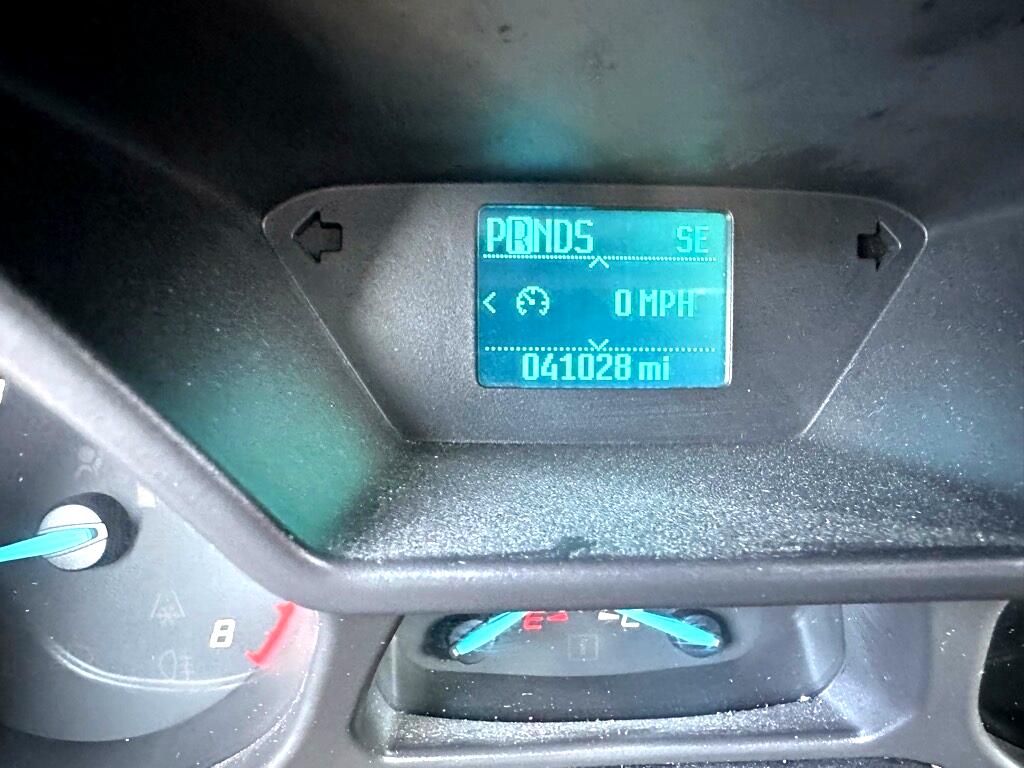 PRNDS SE
0 MPH
041028 mi
8
E C